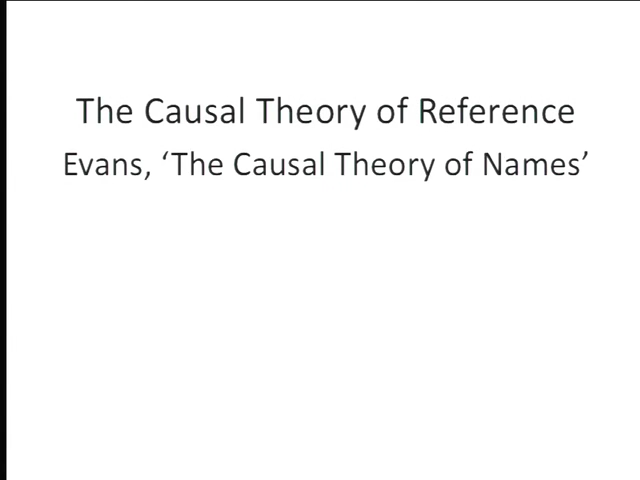 The Causal Theory of Reference
Evans, ‘The Causal Theory of Names’